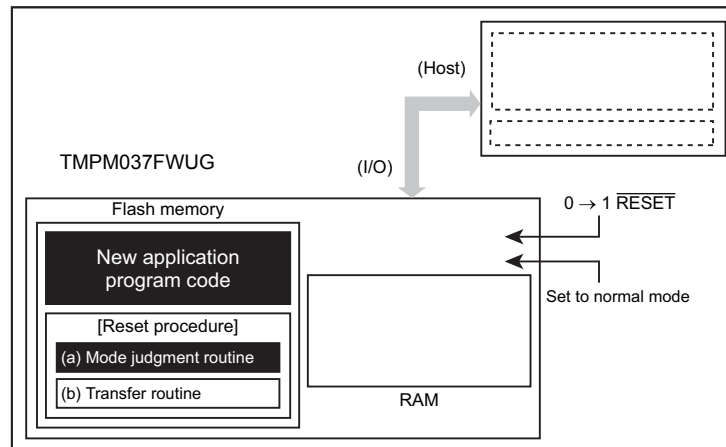 (Host)
TMPM037FWUG
(I/O)
Flash memory
0 → 1 R̅E̅S̅E̅T̅
New application
program code
Set to normal mode
[Reset procedure]
(a) Mode judgment routine
(b) Transfer routine
RAM